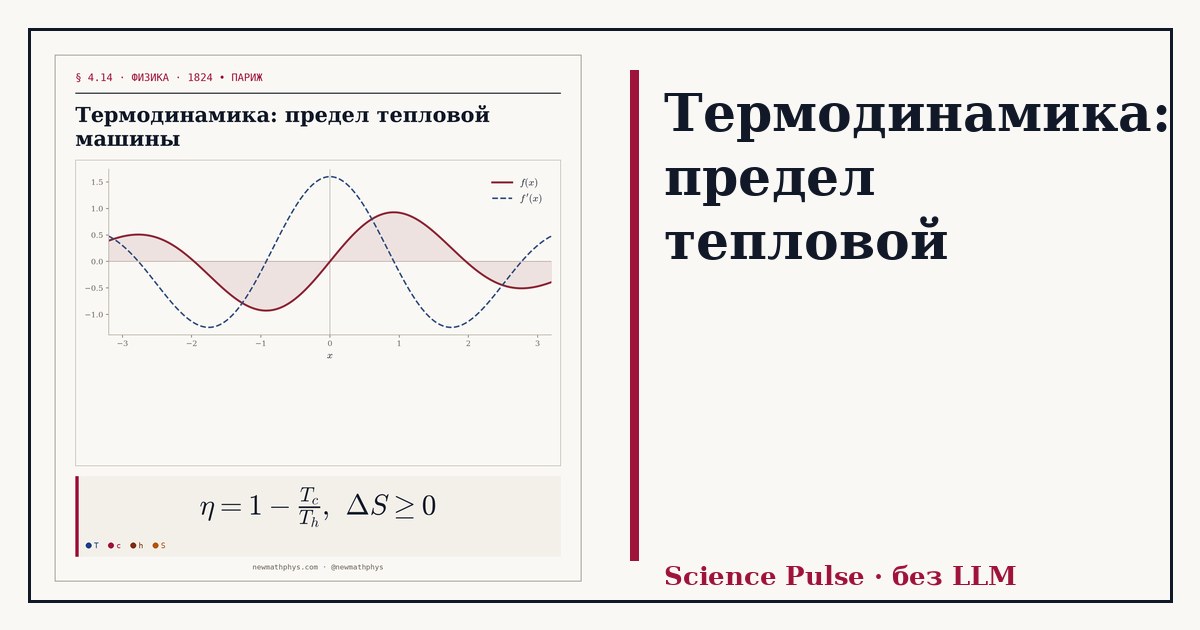 § 4.14 · ФИЗИКА · 1824 • ПАРИЖ
Термодинамика: предел тепловой
машины
1.5
1.0
0.5
0.0
−0.5
−1.0
−3 −2 −1 0 1 2 3
x
f(x)
f′(x)
η = 1 − T_c/T_h, ΔS ≥ 0
T c h S
newmathphys.com · @newmathphys
Термодинамика:
предел
тепловой
Science Pulse · без LLM